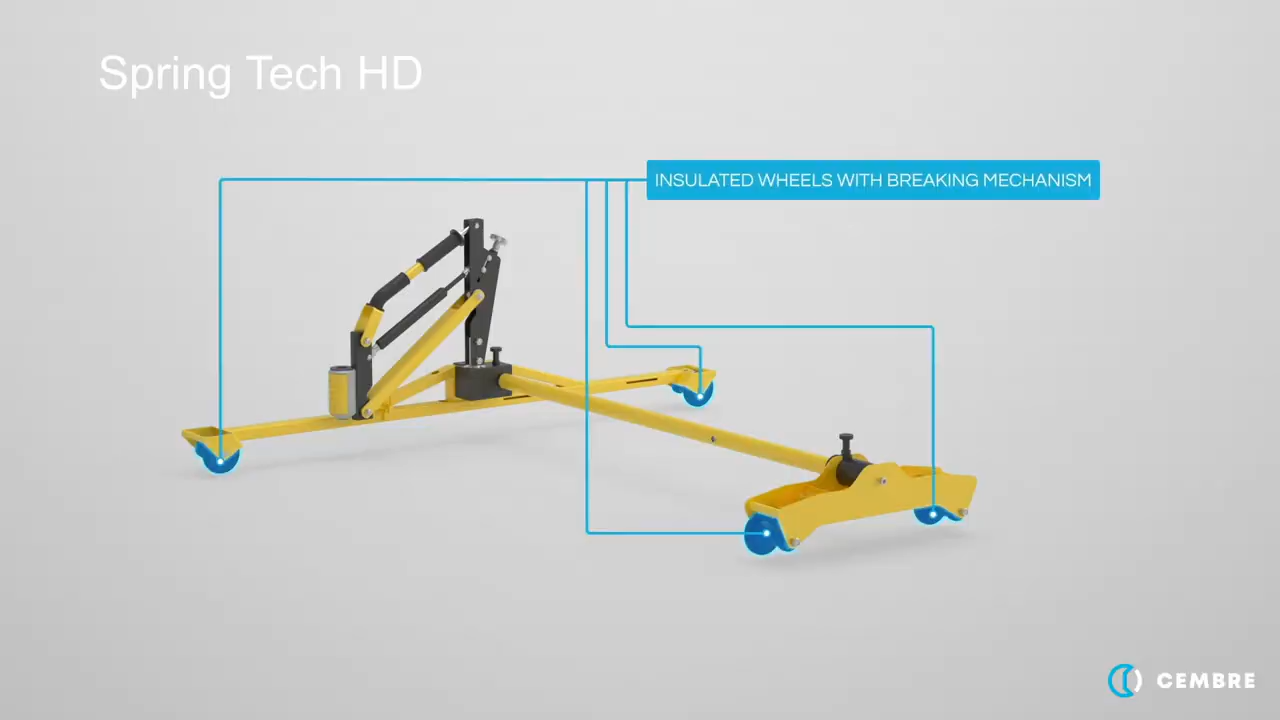 Spring Tech HD
INSULATED WHEELS WITH BREAKING MECHANISM
CEMBRE